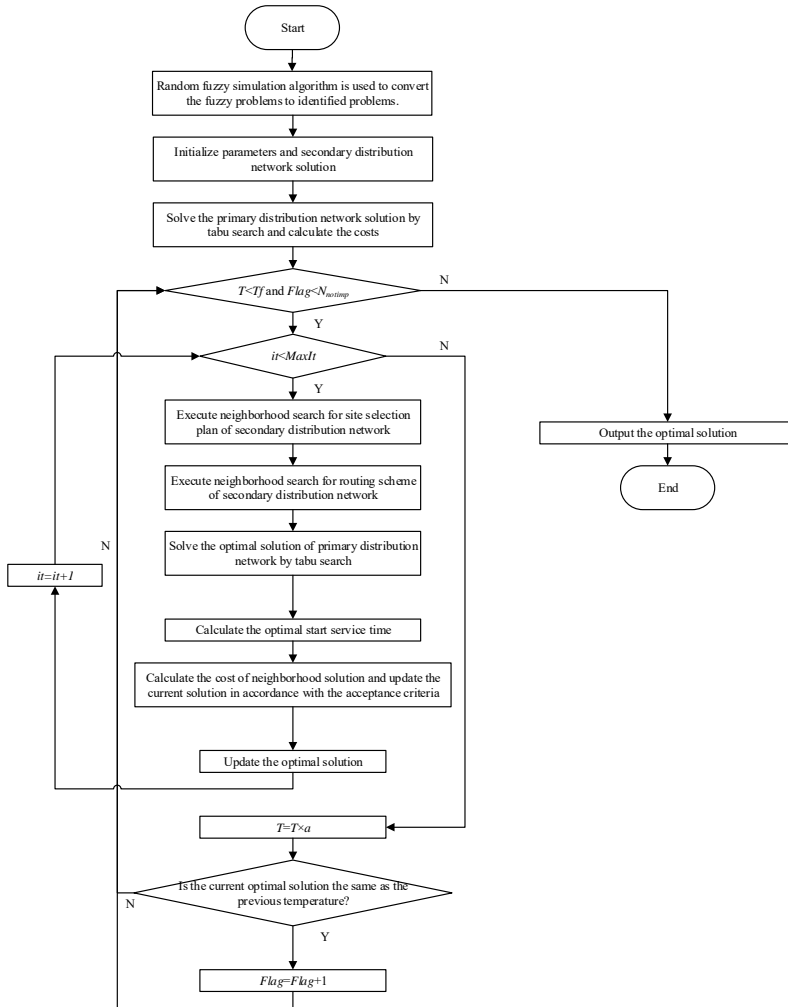 Start
Random fuzzy simulation algorithm is used to convert
the fuzzy problems to identified problems.
Initialize parameters and secondary distribution
network solution
Solve the primary distribution network solution by
tabu search and calculate the costs
T<Tf and Flag<Nnotimp
N
Y
it<MaxIt
N
Y
Execute neighborhood search for site selection
plan of secondary distribution network
Output the optimal solution
Execute neighborhood search for routing scheme
of secondary distribution network
End
N
Solve the optimal solution of primary distribution
network by tabu search
it=it+1
Calculate the optimal start service time
Calculate the cost of neighborhood solution and update the
current solution in accordance with the acceptance criteria
Update the optimal solution
T=T×a
Is the current optimal solution the same as the
previous temperature?
N
Y
Flag=Flag+1